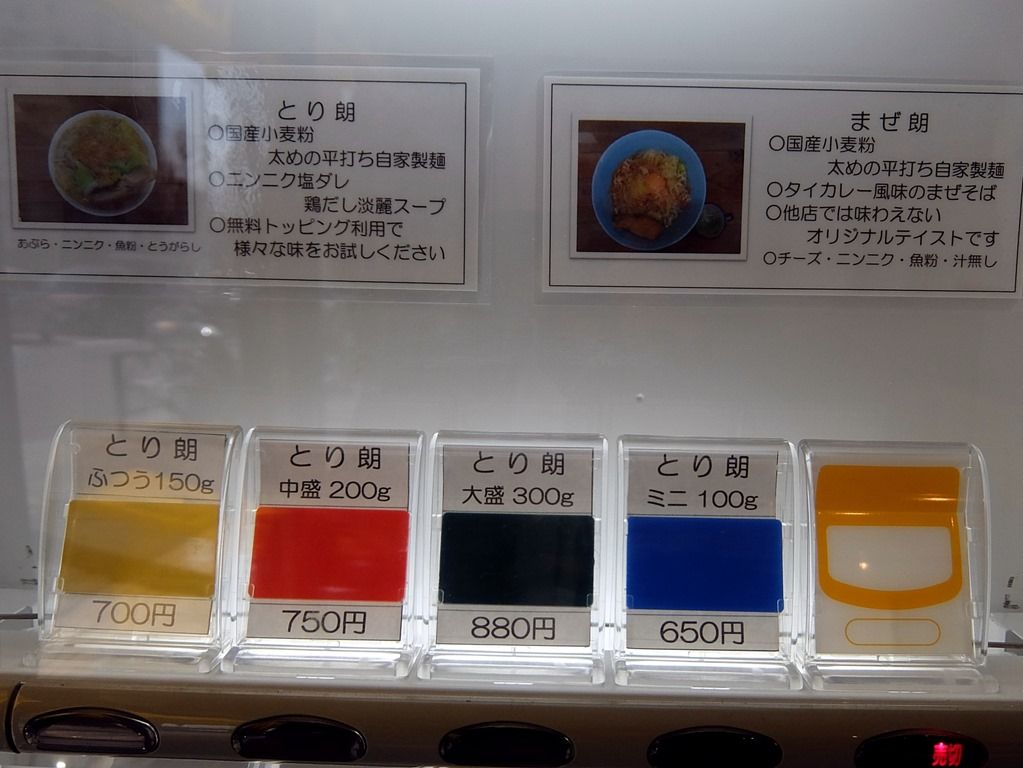 とり朗
○国産小麦粉
太めの平打ち自家製麺
○ニンニク塩ダレ
鶏だし淡麗スープ
○無料トッピング利用で
様々な味をお試しください
あぶら・ニンニク・魚粉・とうがらし
まぜ朗
○国産小麦粉
太めの平打ち自家製麺
○タイカレー風味のまぜそば
○他店では味わえない
オリジナルテイストです
○チーズ・ニンニク・魚粉・汁無し
とり朗
ふつう150g
700円
とり朗
中盛 200g
750円
とり朗
大盛 300g
880円
とり朗
ミニ 100g
650円
売切